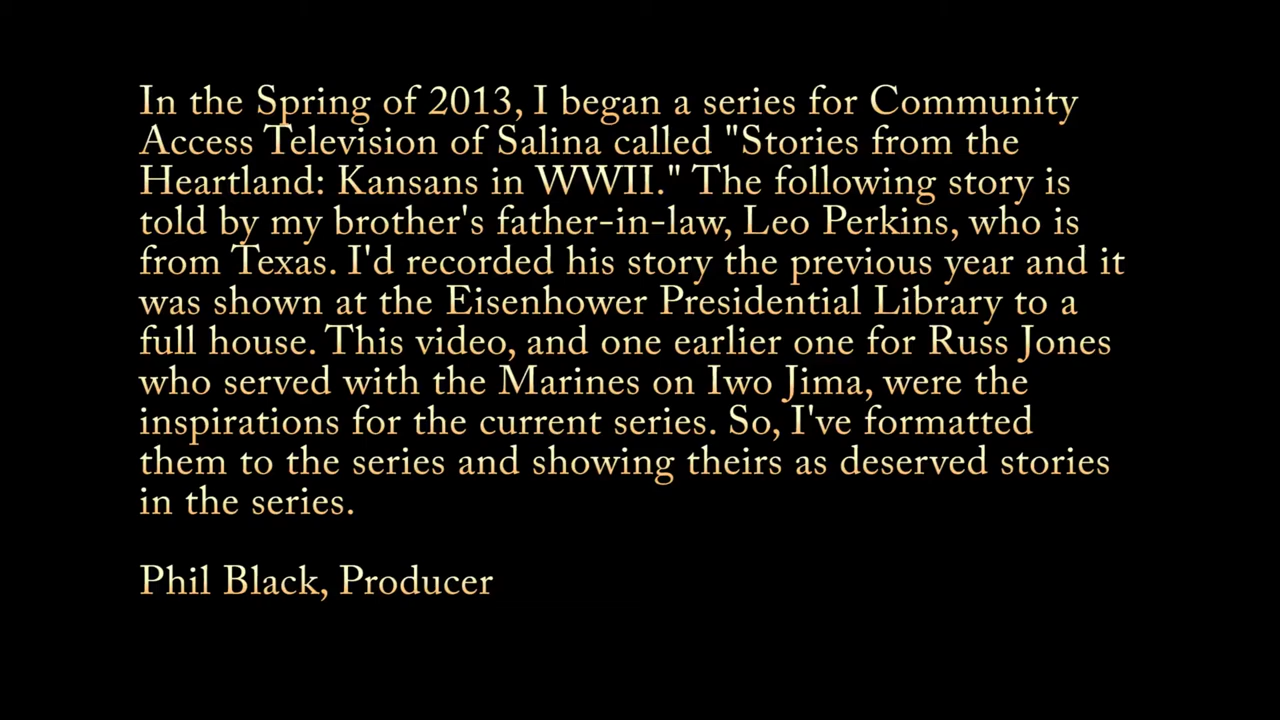 In the Spring of 2013, I began a series for Community
Access Television of Salina called "Stories from the
Heartland: Kansans in WWII." The following story is
told by my brother's father-in-law, Leo Perkins, who is
from Texas. I'd recorded his story the previous year and it
was shown at the Eisenhower Presidential Library to a
full house. This video, and one earlier one for Russ Jones
who served with the Marines on Iwo Jima, were the
inspirations for the current series. So, I've formatted
them to the series and showing theirs as deserved stories
in the series.
Phil Black, Producer